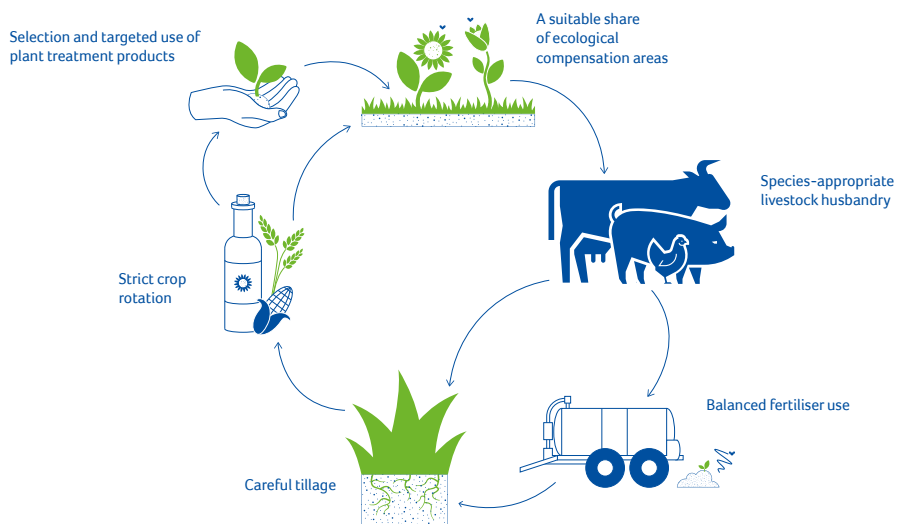 Selection and targeted use of
plant treatment products
A suitable share
of ecological
compensation areas
Species-appropriate
livestock husbandry
Strict crop
rotation
Balanced fertiliser use
Careful tillage